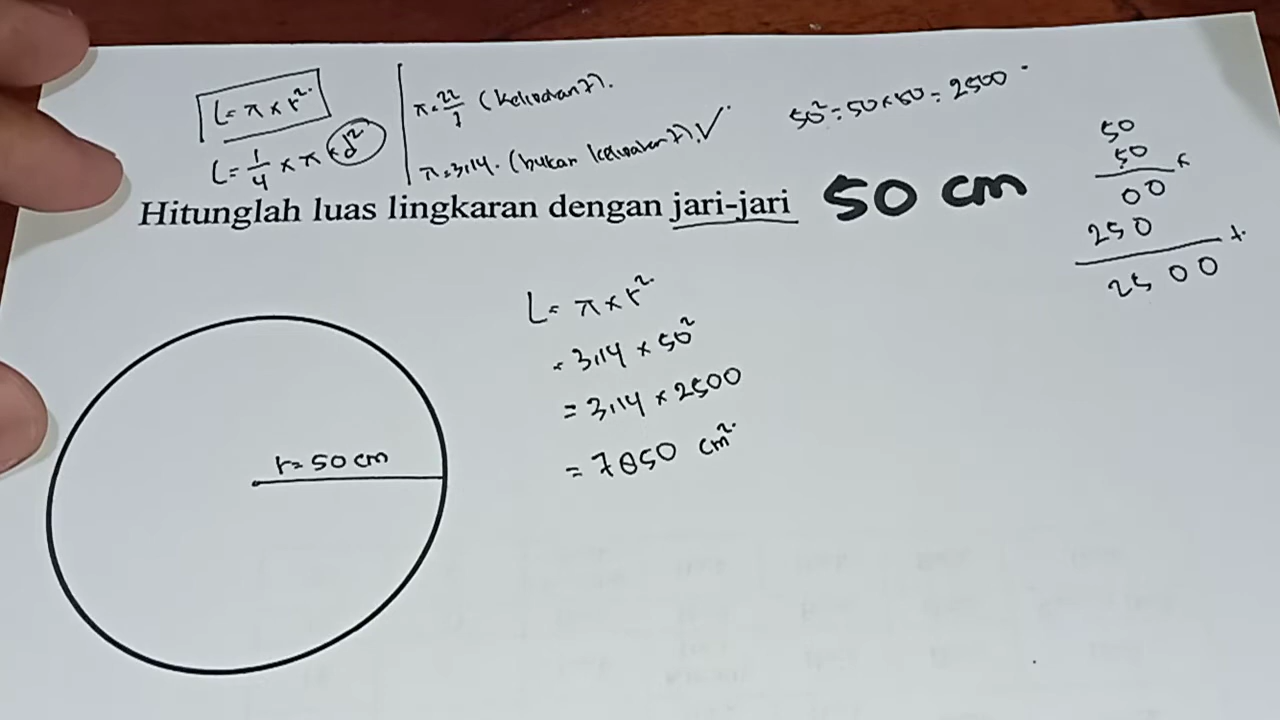 L = π × r².
L = 1/4 × π × d²
π = 22/7 (kelipatan 7).
π = 3,14. (bukan kelipatan 7). ✓
50² = 50 × 50 = 2500
50
50 ×
00
250 +
2500
Hitunglah luas lingkaran dengan jari-jari 50 cm
L = π × r².
= 3,14 × 50²
= 3,14 × 2500
= 7850 cm².
r = 50 cm